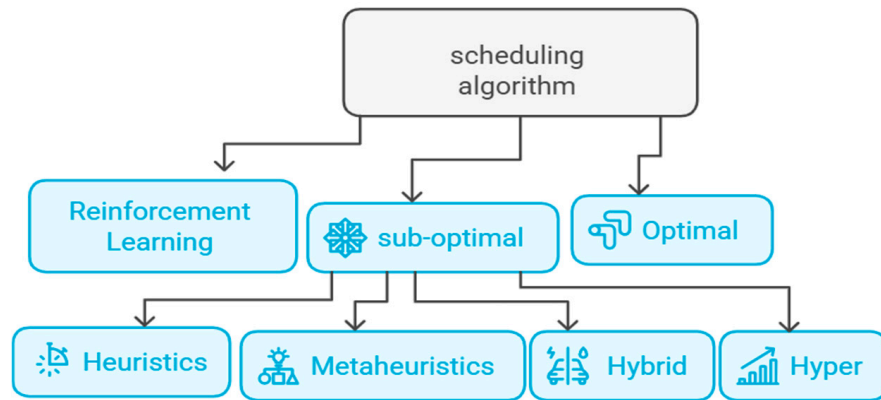 scheduling
algorithm
Reinforcement
Learning
sub-optimal
Optimal
Heuristics
Metaheuristics
Hybrid
Hyper